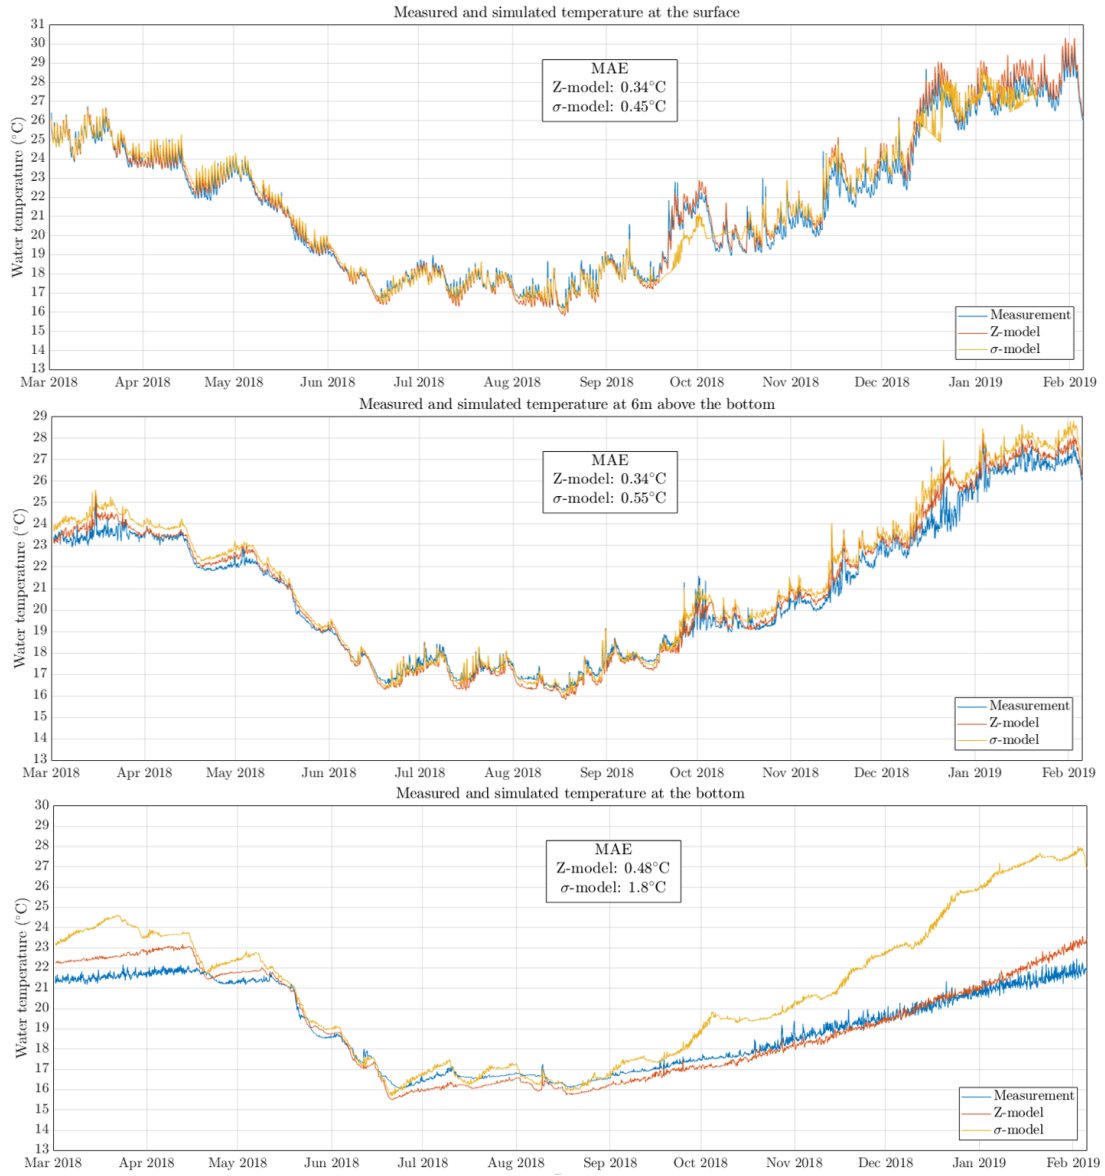 Measured and simulated temperature at the surface
31
30
29
28
27
26
25
24
23
22
21
20
19
18
17
16
15
14
13
Water temperature (°C)
MAE
Z-model: 0.34°C
σ-model: 0.45°C
Measurement
Z-model
σ-model
Mar 2018 Apr 2018 May 2018 Jun 2018 Jul 2018 Aug 2018 Sep 2018 Oct 2018 Nov 2018 Dec 2018 Jan 2019 Feb 2019
Measured and simulated temperature at 6m above the bottom
29
28
27
26
25
24
23
22
21
20
19
18
17
16
15
14
13
Water temperature (°C)
MAE
Z-model: 0.34°C
σ-model: 0.55°C
Measurement
Z-model
σ-model
Mar 2018 Apr 2018 May 2018 Jun 2018 Jul 2018 Aug 2018 Sep 2018 Oct 2018 Nov 2018 Dec 2018 Jan 2019 Feb 2019
Measured and simulated temperature at the bottom
30
29
28
27
26
25
24
23
22
21
20
19
18
17
16
15
14
13
Water temperature (°C)
MAE
Z-model: 0.48°C
σ-model: 1.8°C
Measurement
Z-model
σ-model
Mar 2018 Apr 2018 May 2018 Jun 2018 Jul 2018 Aug 2018 Sep 2018 Oct 2018 Nov 2018 Dec 2018 Jan 2019 Feb 2019